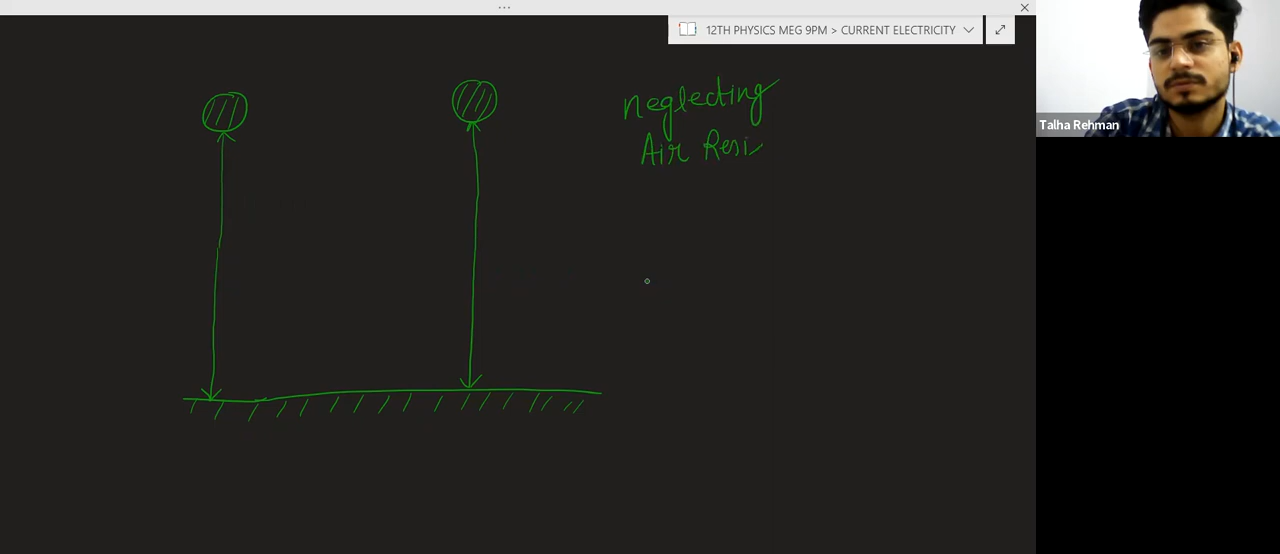 12TH PHYSICS MEG 9PM > CURRENT ELECTRICITY
neglecting
Air Resi
Talha Rehman